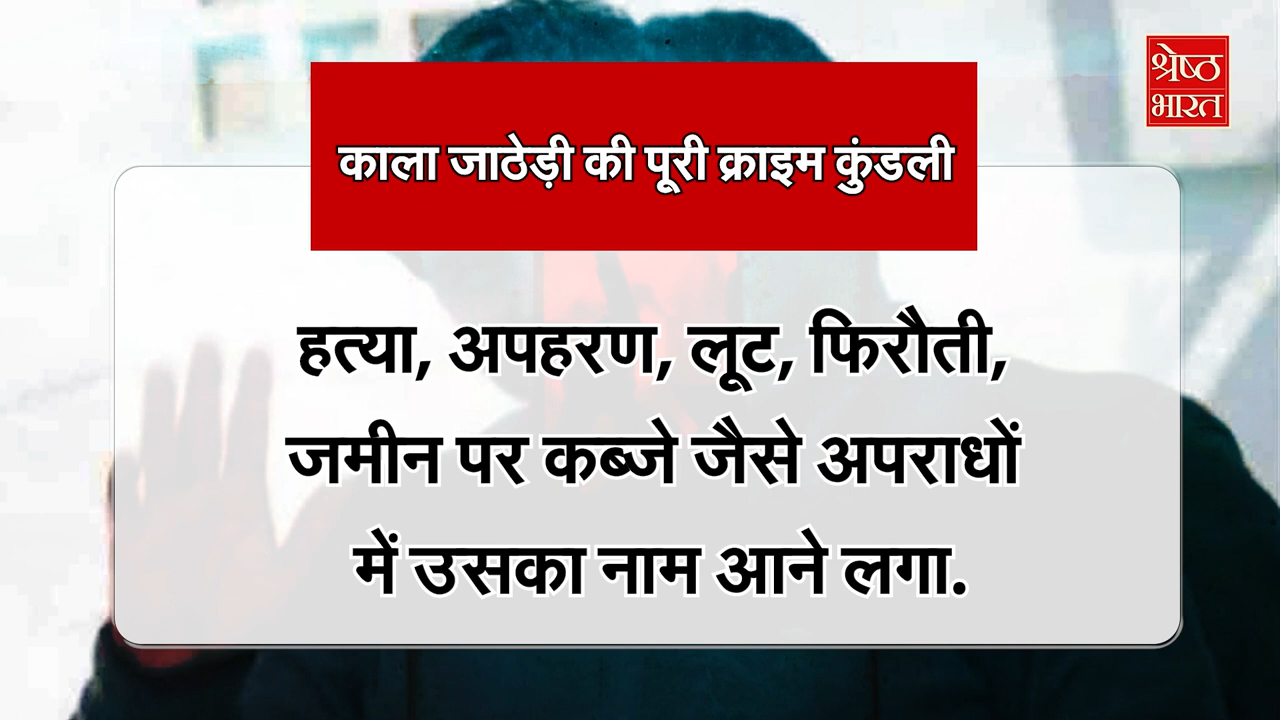 श्रेष्ठ
भारत
काला जाठेड़ी की पूरी क्राइम कुंडली
हत्या, अपहरण, लूट, फिरौती,
जमीन पर कब्जे जैसे अपराधों
में उसका नाम आने लगा.